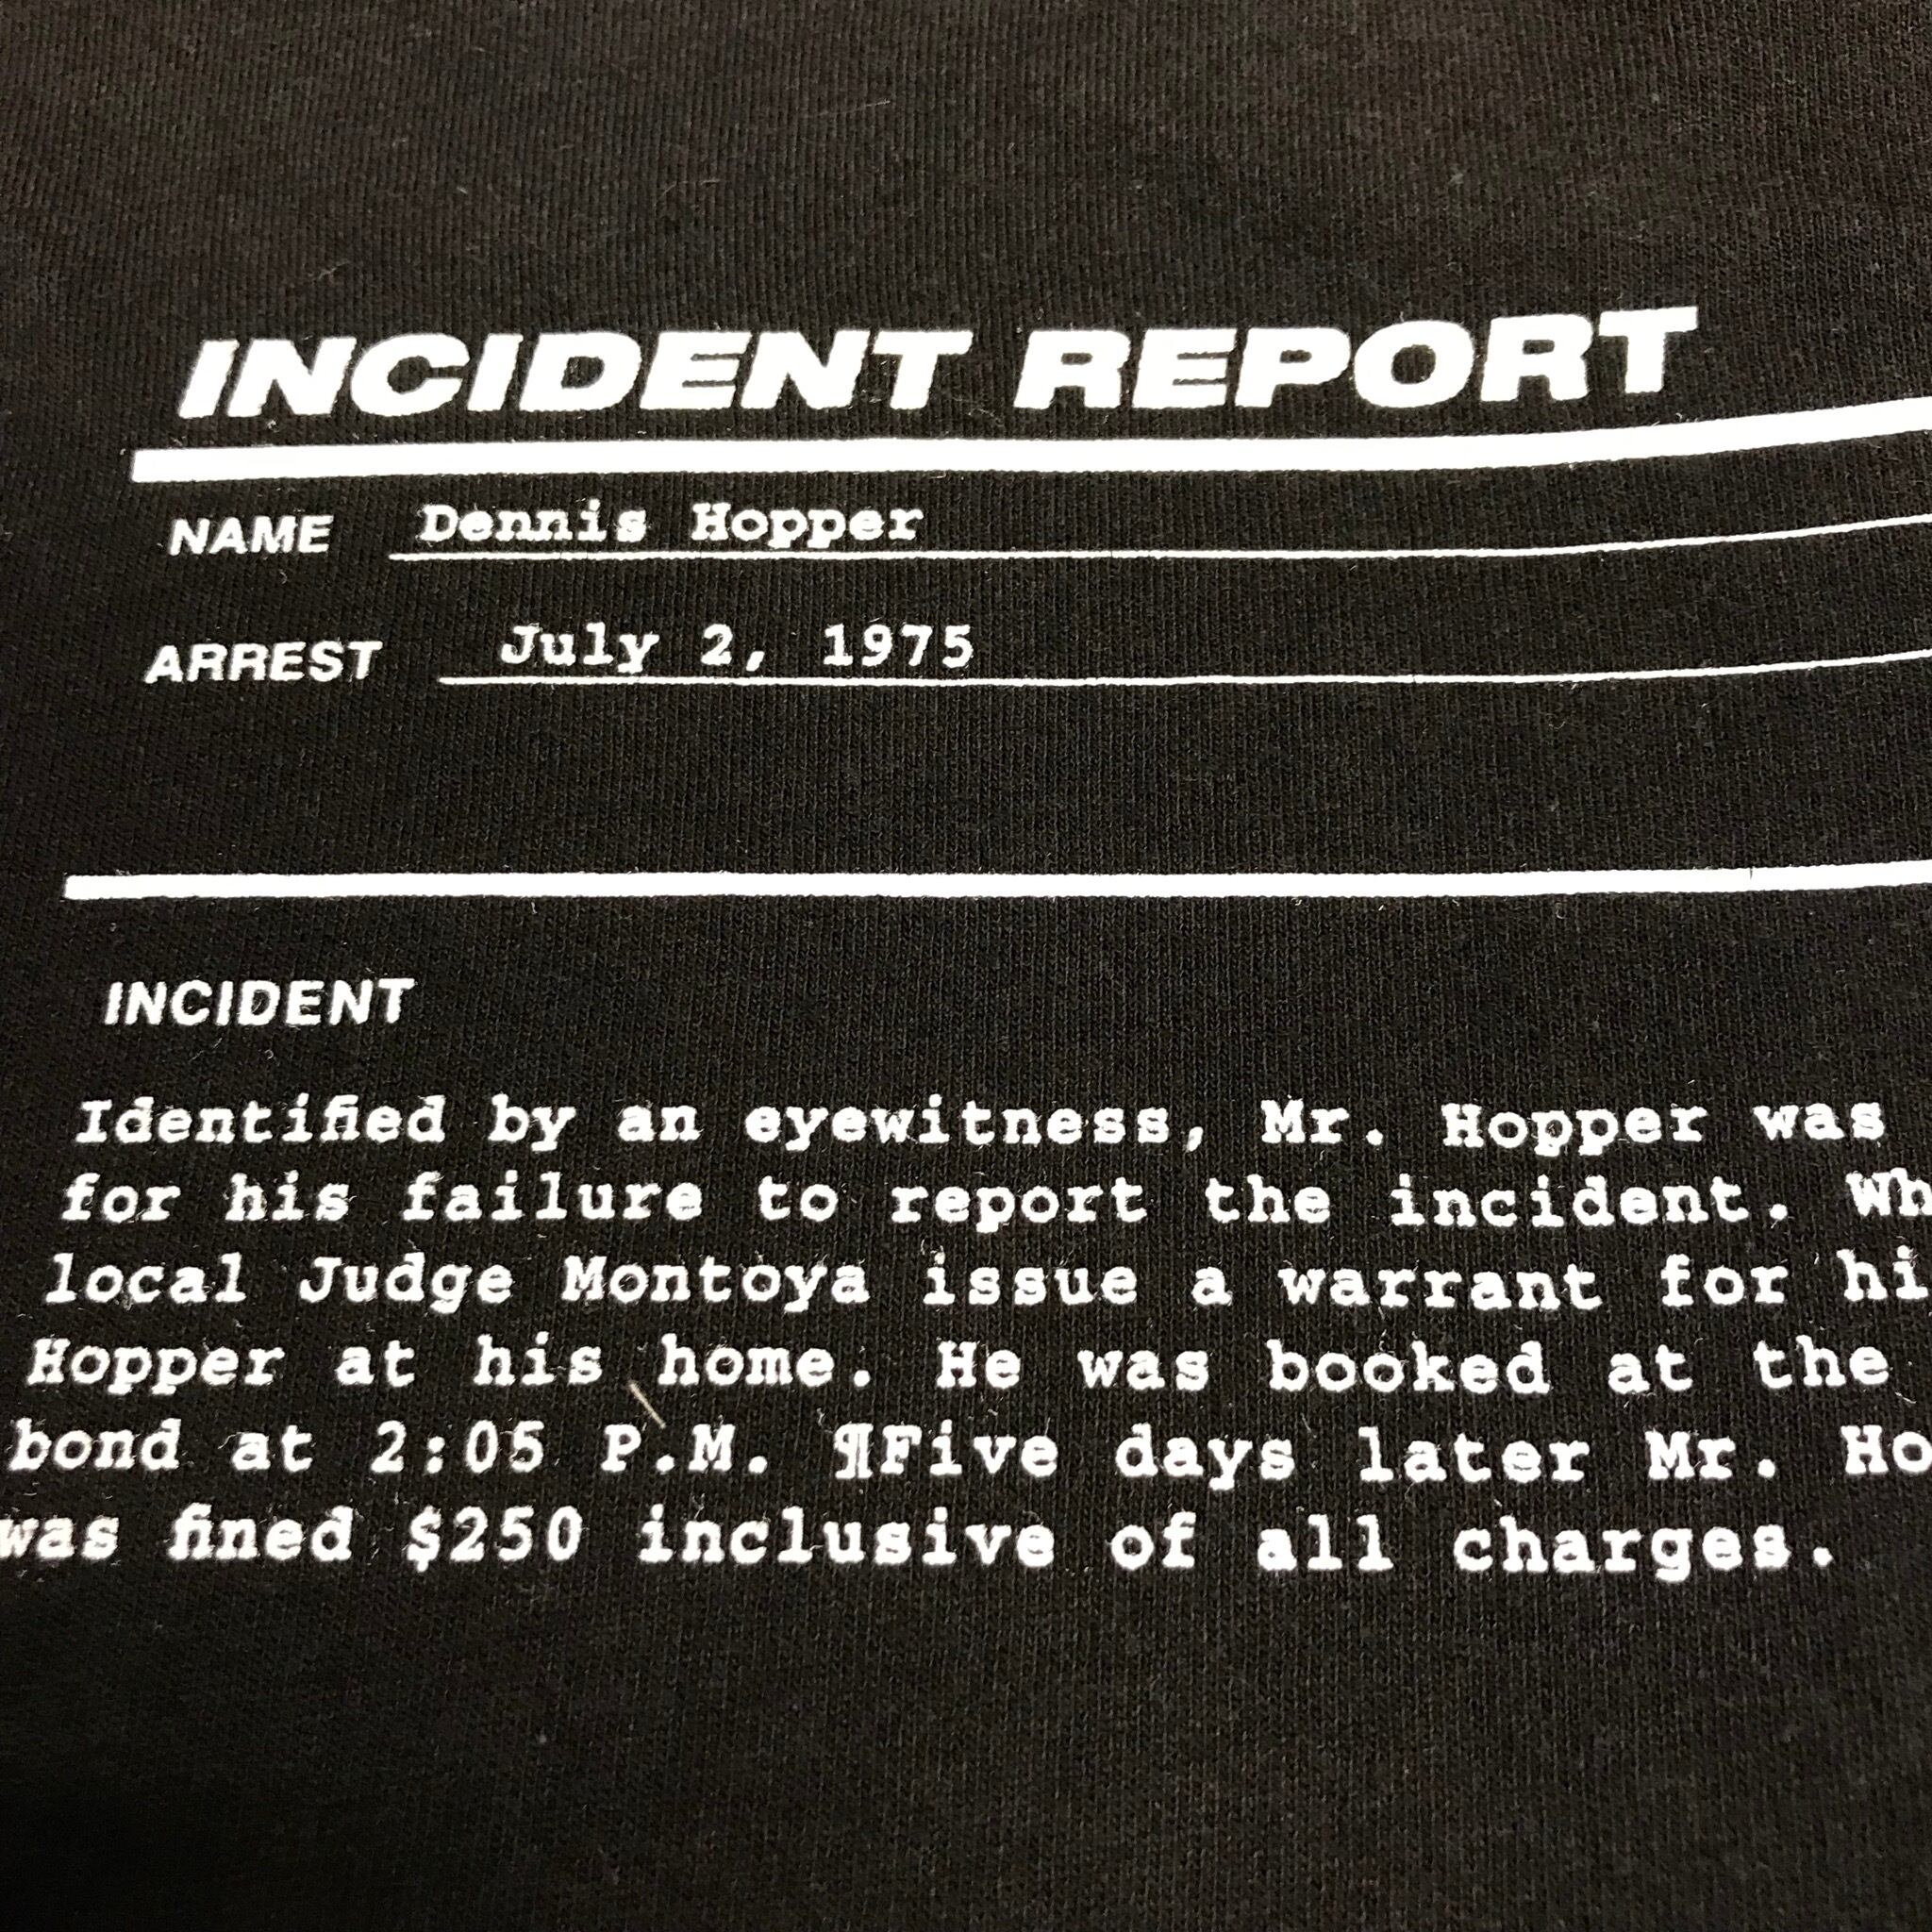 INCIDENT REPORT
NAME Dennis Hopper
ARREST July 2, 1975
INCIDENT
Identified by an eyewitness, Mr. Hopper was
for his failure to report the incident.
local Judge Montoya issue a warrant for
Hopper at his home. He was booked at the
bond at 2:05 P.M. ¶Five days later Mr.
was fined $250 inclusive of all charges.